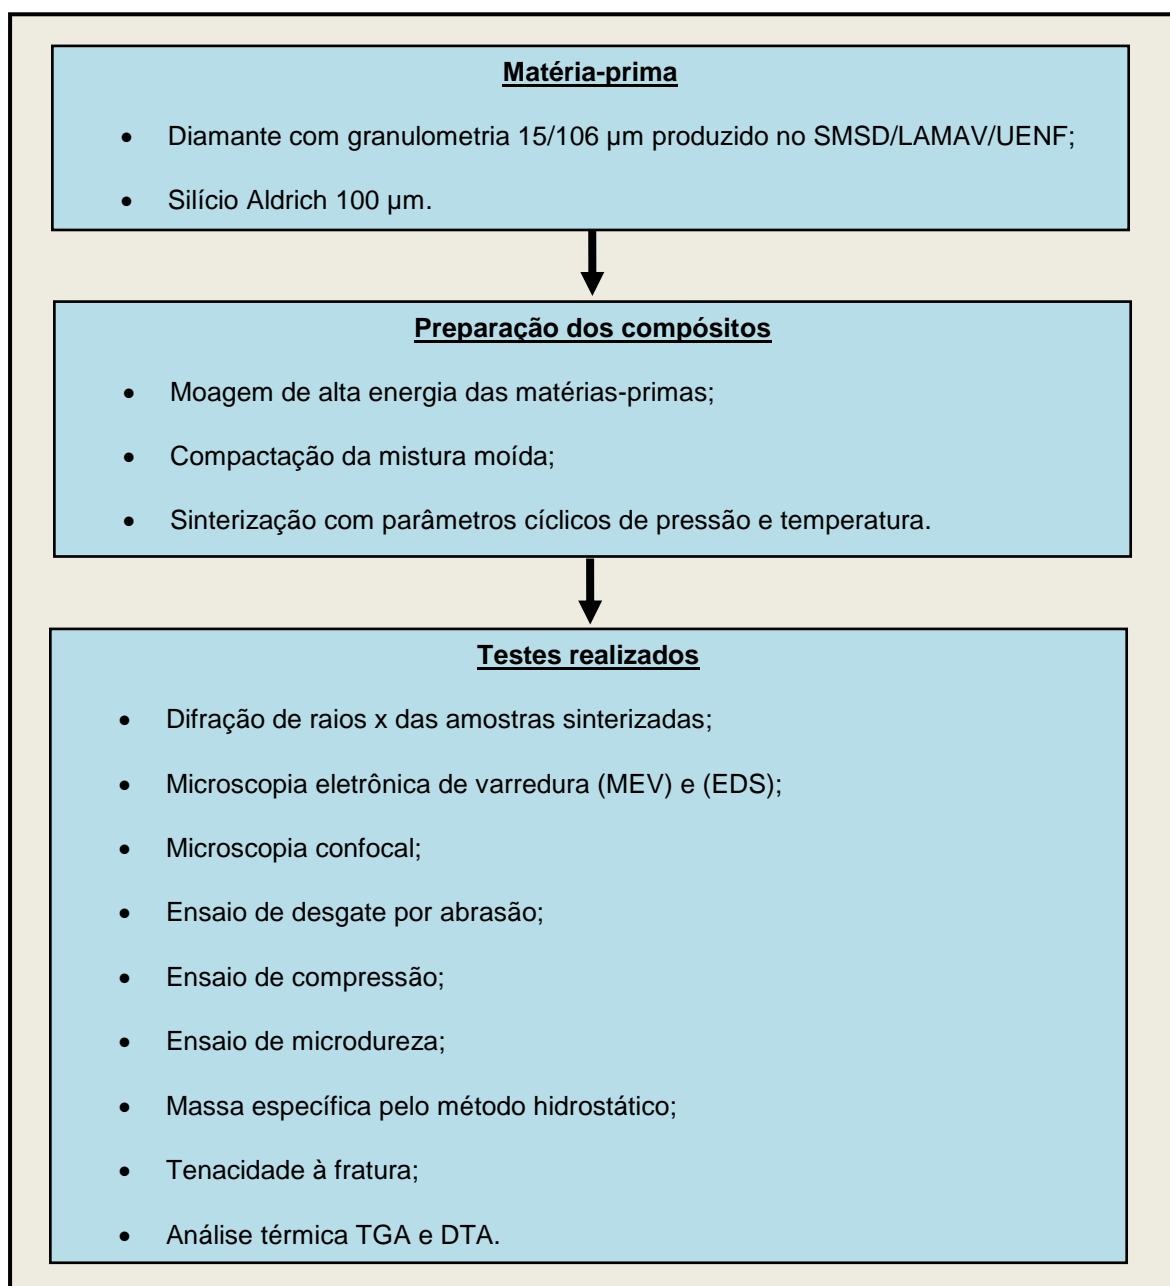 Matéria-prima
• Diamante com granulometria 15/106 µm produzido no SMSD/LAMAV/UENF;
• Silício Aldrich 100 µm.
Preparação dos compósitos
• Moagem de alta energia das matérias-primas;
• Compactação da mistura moída;
• Sinterização com parâmetros cíclicos de pressão e temperatura.
Testes realizados
• Difração de raios x das amostras sinterizadas;
• Microscopia eletrônica de varredura (MEV) e (EDS);
• Microscopia confocal;
• Ensaio de desgate por abrasão;
• Ensaio de compressão;
• Ensaio de microdureza;
• Massa específica pelo método hidrostático;
• Tenacidade à fratura;
• Análise térmica TGA e DTA.